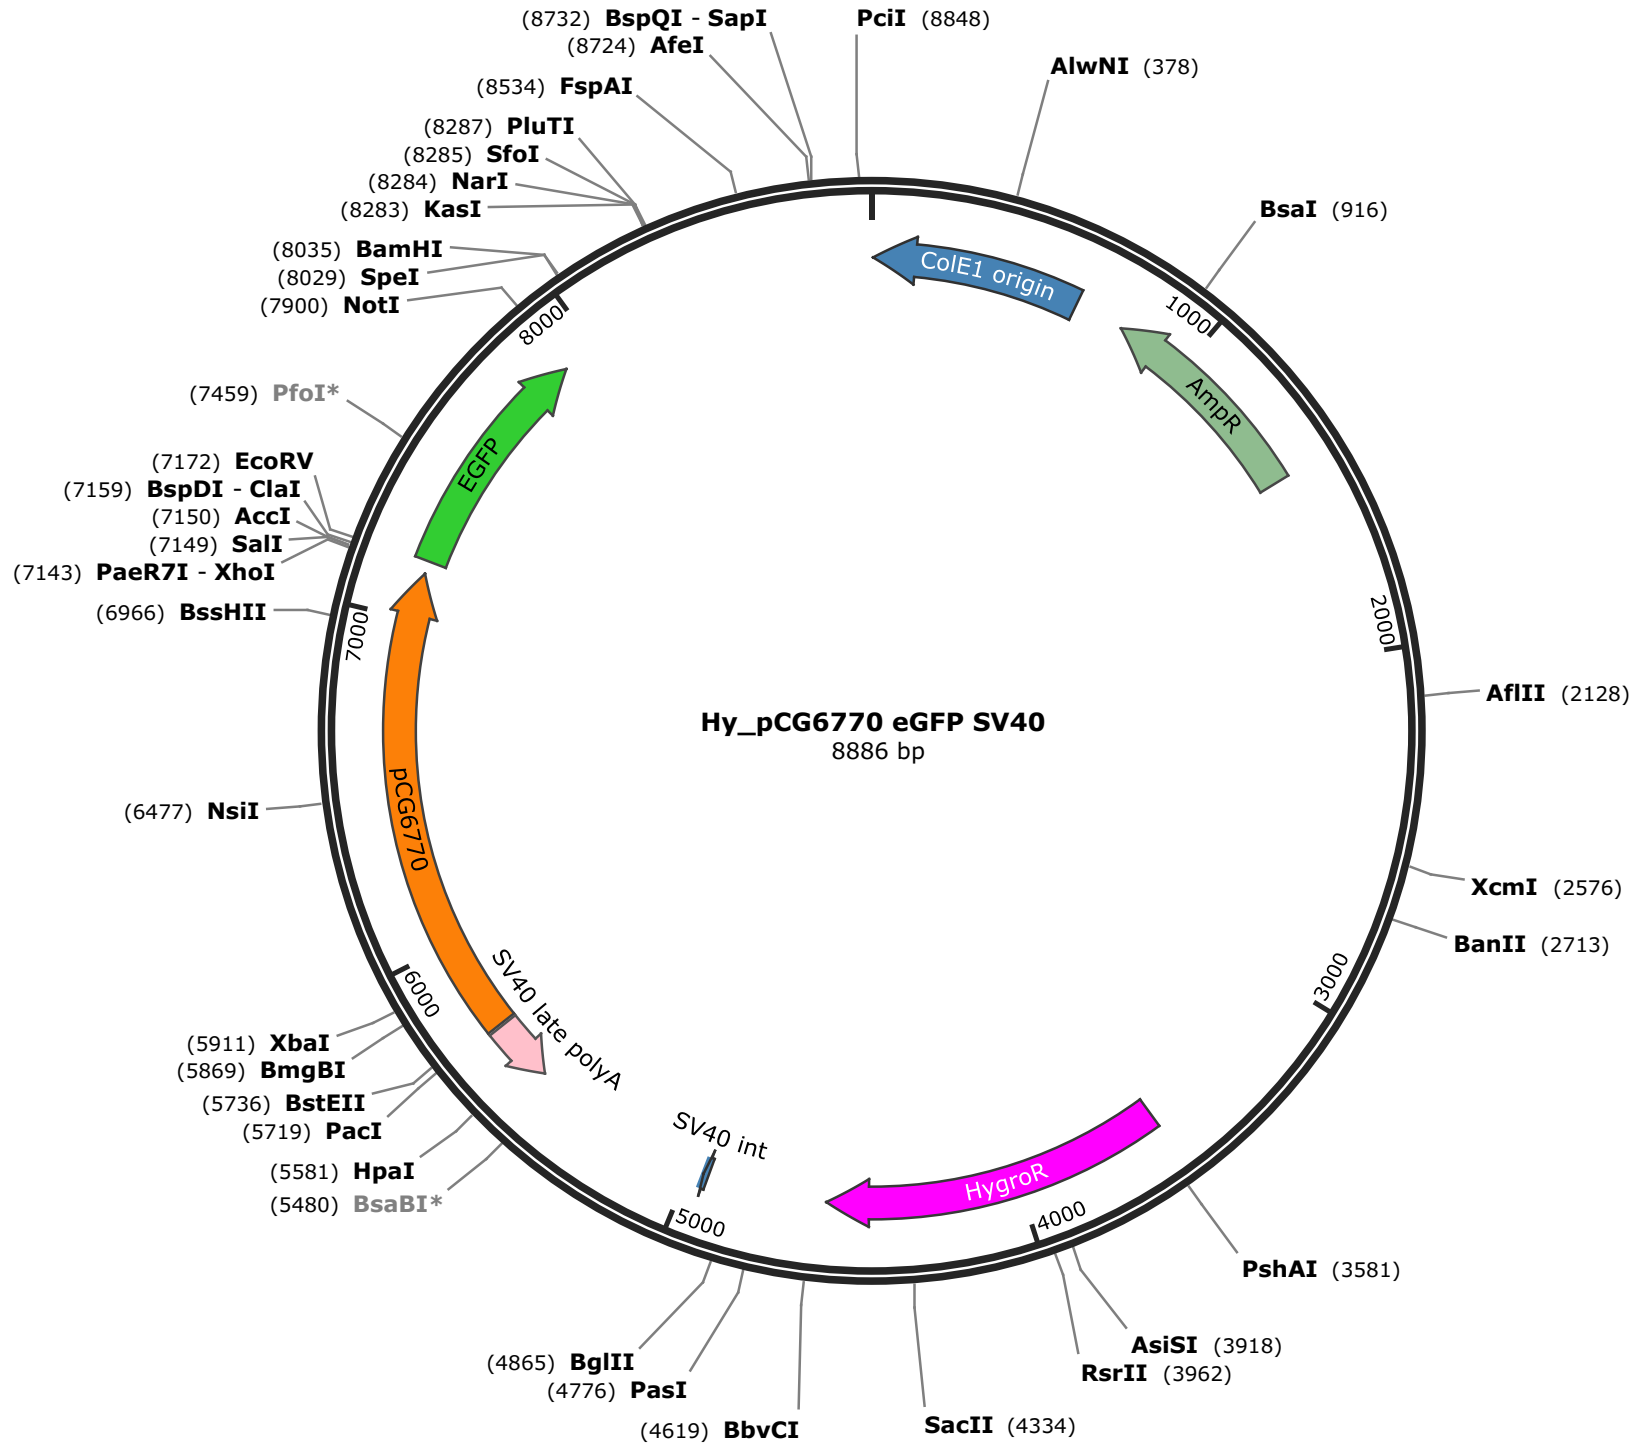 (8732) BspQI - SapI
(8724) AfeI
(8534) FspAI
(8287) PluTI
(8285) SfoI
(8284) NarI
(8283) KasI
(8035) BamHI
(8029) SpeI
(7900) NotI
(7459) PfoI*
(7172) EcoRV
(7159) BspDI - ClaI
(7150) AccI
(7149) SalI
(7143) PaeR7I - XhoI
(6966) BssHII
(6477) NsiI
(5911) XbaI
(5869) BmgBI
(5736) BstEII
(5719) PacI
(5581) HpaI
(5480) BsaBI*
(4865) BglII
(4776) PasI
(4619) BbvCI
PciI (8848)
AlwNI (378)
BsaI (916)
AflII (2128)
XcmI (2576)
BanII (2713)
PshAI (3581)
AsiSI (3918)
RsrII (3962)
SacII (4334)
1000
2000
3000
4000
5000
6000
7000
8000
ColE1 origin
AmpR
HygroR
SV40 int
SV40 late polyA
pCG6770
EGFP
Hy_pCG6770 eGFP SV40
8886 bp